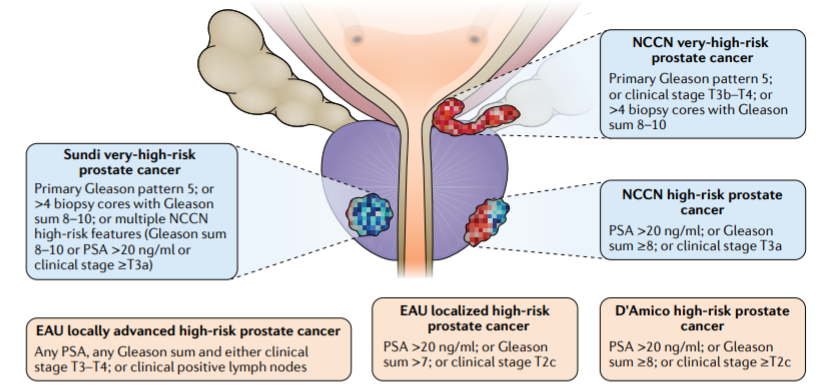 NCCN very-high-risk
prostate cancer
Primary Gleason pattern 5;
or clinical stage T3b–T4; or
>4 biopsy cores with Gleason
sum 8–10
Sundi very-high-risk
prostate cancer
Primary Gleason pattern 5; or
>4 biopsy cores with Gleason
sum 8–10; or multiple NCCN
high-risk features (Gleason sum
8–10 or PSA >20 ng/ml or
clinical stage ≥T3a)
NCCN high-risk prostate
cancer
PSA >20 ng/ml; or Gleason
sum ≥8; or clinical stage T3a
EAU locally advanced high-risk prostate cancer
Any PSA, any Gleason sum and either clinical
stage T3–T4; or clinical positive lymph nodes
EAU localized high-risk
prostate cancer
PSA >20 ng/ml; or Gleason
sum >7; or clinical stage T2c
D'Amico high-risk prostate
cancer
PSA >20 ng/ml; or Gleason
sum ≥8; or clinical stage ≥T2c